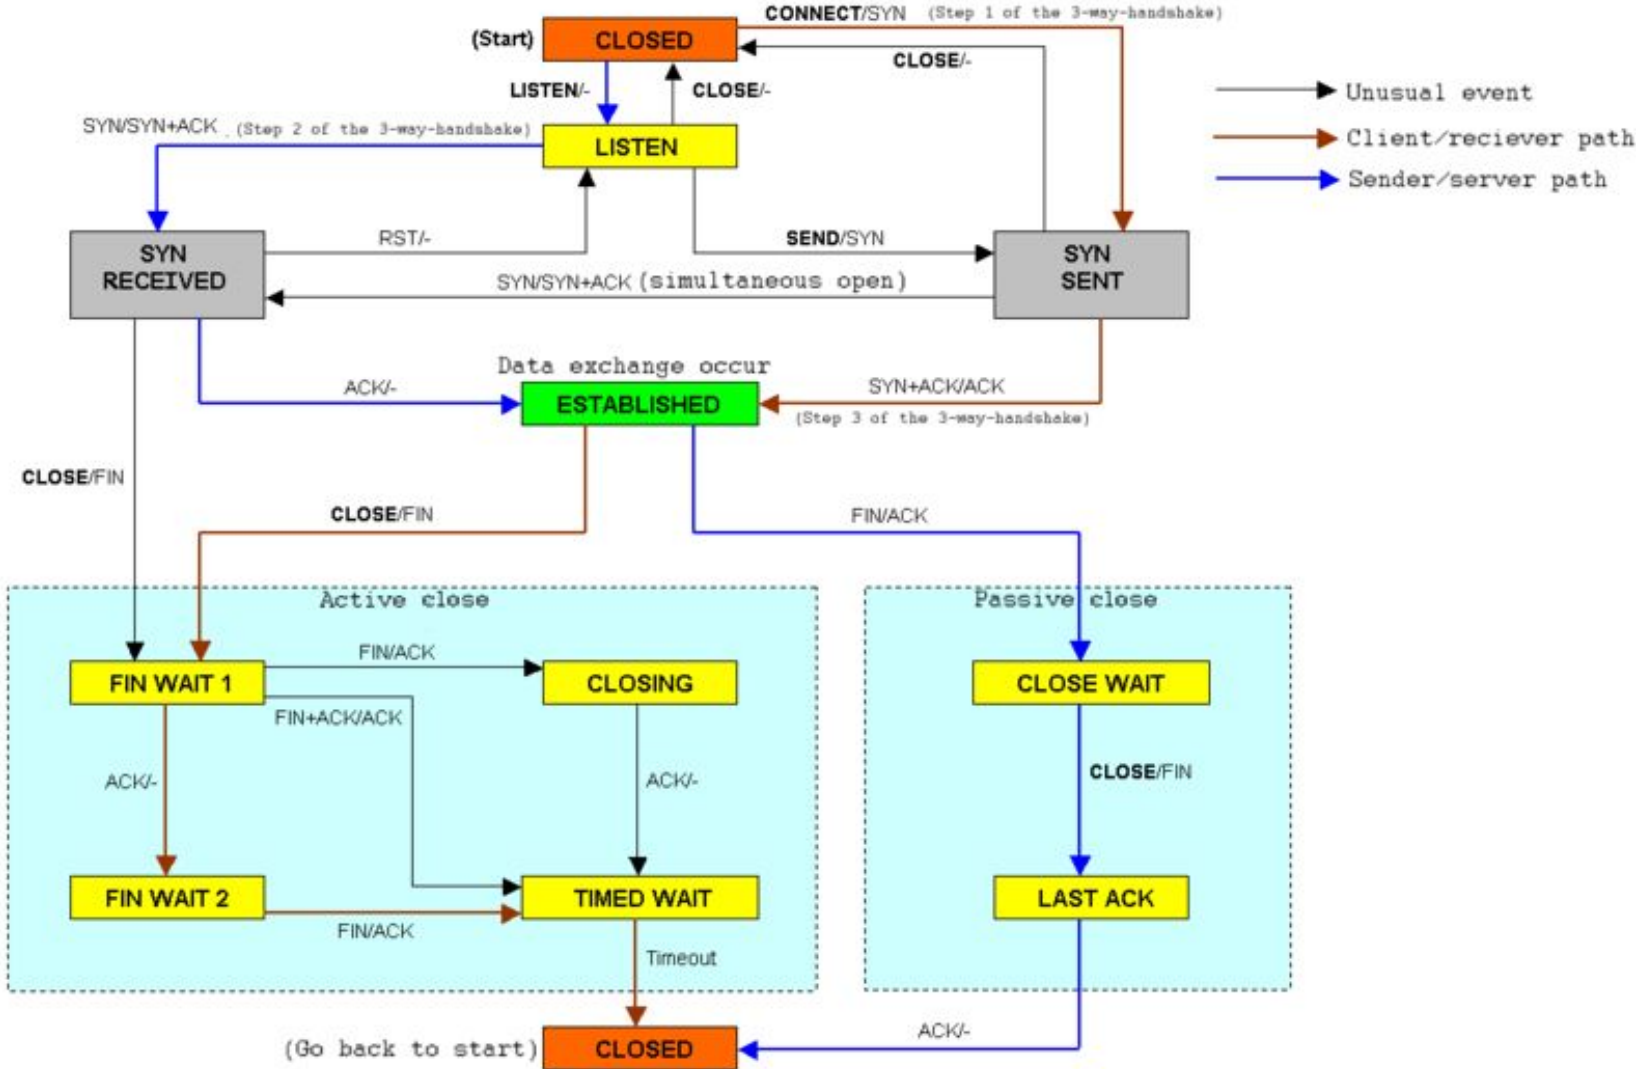 CONNECT/SYN (Step 1 of the 3-way-handshake)
(Start) CLOSED
CLOSE/-
LISTEN/- CLOSE/-
Unusual event
Client/reciever path
Sender/server path
SYN/SYN+ACK (Step 2 of the 3-way-handshake)
LISTEN
SYN
RECEIVED
RST/-
SEND/SYN
SYN
SENT
SYN/SYN+ACK (simultaneous open)
Data exchange occur
ACK/-
ESTABLISHED
SYN+ACK/ACK
(Step 3 of the 3-way-handshake)
CLOSE/FIN
CLOSE/FIN
FIN/ACK
Active close
Passive close
FIN WAIT 1
FIN/ACK
CLOSING
CLOSE WAIT
FIN+ACK/ACK
ACK/-
ACK/-
CLOSE/FIN
FIN WAIT 2
TIMED WAIT
LAST ACK
FIN/ACK
Timeout
(Go back to start) CLOSED
ACK/-